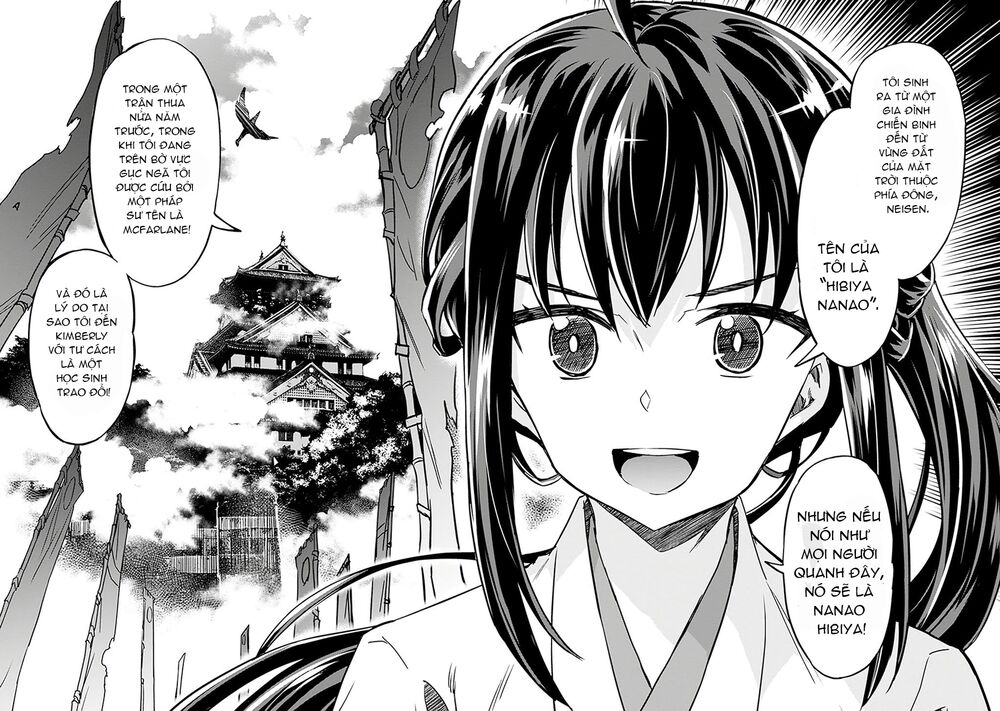 TÔI SINH
RA TỪ MỘT
GIA ĐÌNH
CHIẾN BINH
ĐẾN TỪ
VÙNG ĐẤT
CỦA MẶT
TRỜI THUỘC
PHÍA ĐÔNG,
NEISEN.
TÊN CỦA
TÔI LÀ
"HIBIYA
NANAO".
NHƯNG NẾU
NÓI NHƯ
MỌI NGƯỜI
QUANH ĐÂY,
NÓ SẼ LÀ
NANAO
HIBIYA!
TRONG MỘT
TRẬN THUA
NỬA NĂM
TRƯỚC, TRONG
KHI TÔI ĐANG
TRÊN BỜ VỰC
GỤC NGÃ TÔI
ĐƯỢC CỨU BỞI
MỘT PHÁP
SƯ TÊN LÀ
MCFARLANE!
VÀ ĐÓ LÀ
LÝ DO TẠI
SAO TÔI ĐẾN
KIMBERLY
VỚI TƯ CÁCH
LÀ MỘT
HỌC SINH
TRAO ĐỔI!